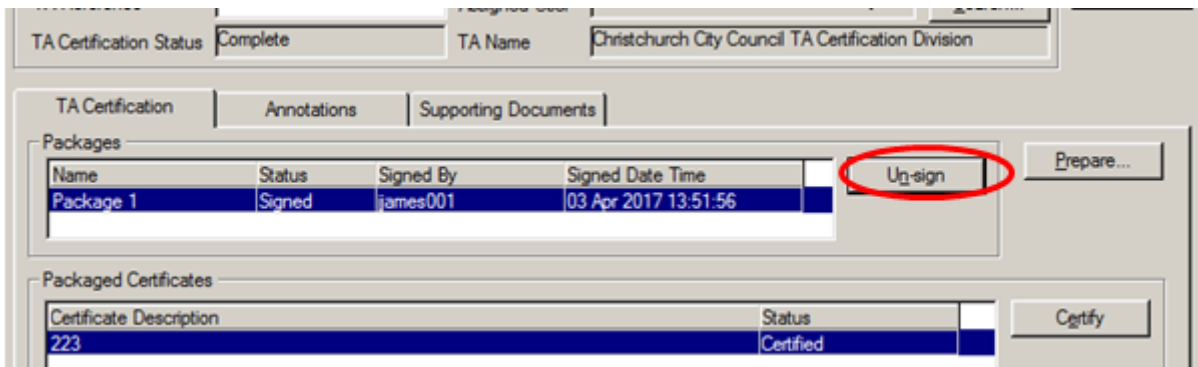 TA Certification Status Complete TA Name Christchurch City Council TA Certification Division
TA Certification Annotations Supporting Documents
Packages
Prepare...
Name Status Signed By Signed Date Time Un-sign
Package 1 Signed jjames001 03 Apr 2017 13:51:56
Packaged Certificates
Certificate Description Status Certify
223 Certified